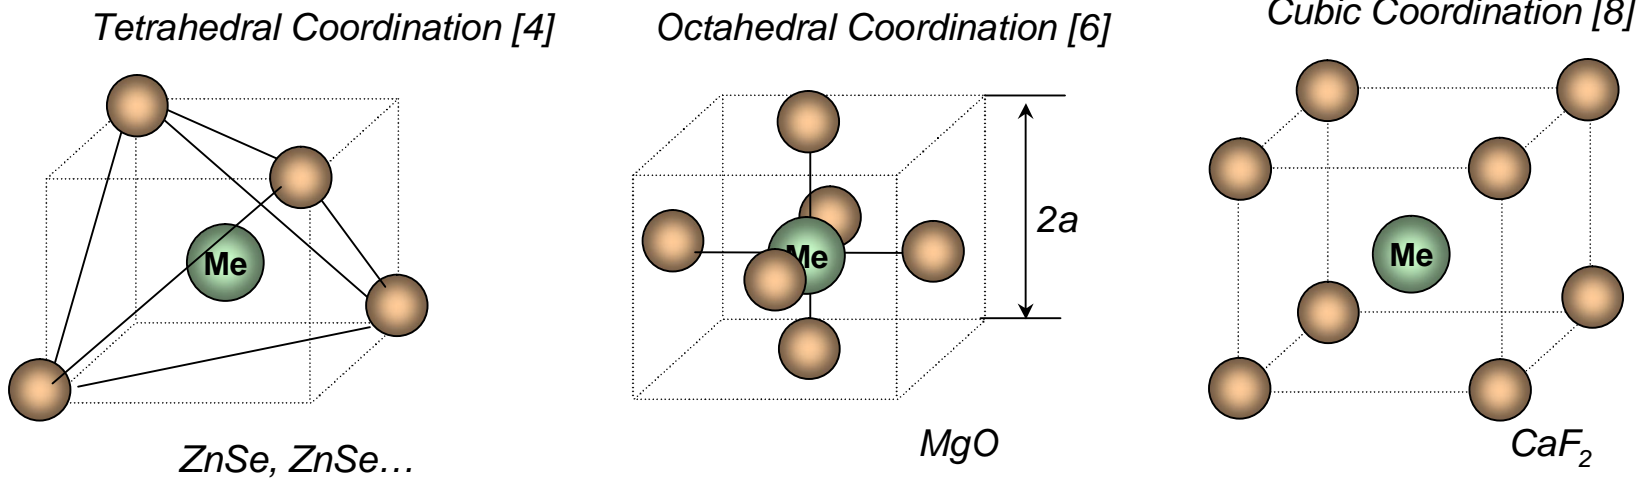 Tetrahedral Coordination [4]
Octahedral Coordination [6]
Cubic Coordination [8]
Me
Me
Me
2a
ZnSe, ZnSe…
MgO
CaF2